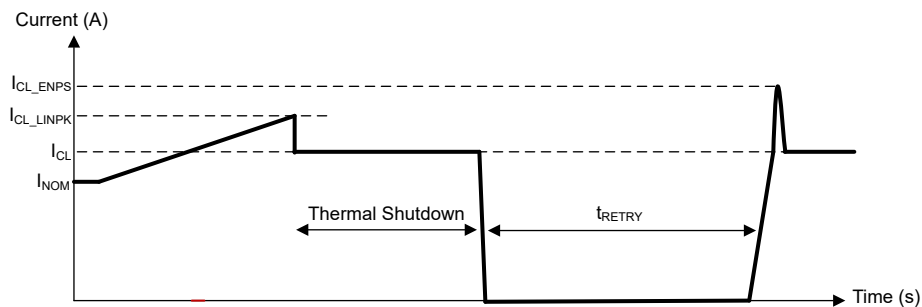 Current (A)
I_CL_ENPS
I_CL_LINPK
I_CL
I_NOM
Thermal Shutdown
t_RETRY
Time (s)